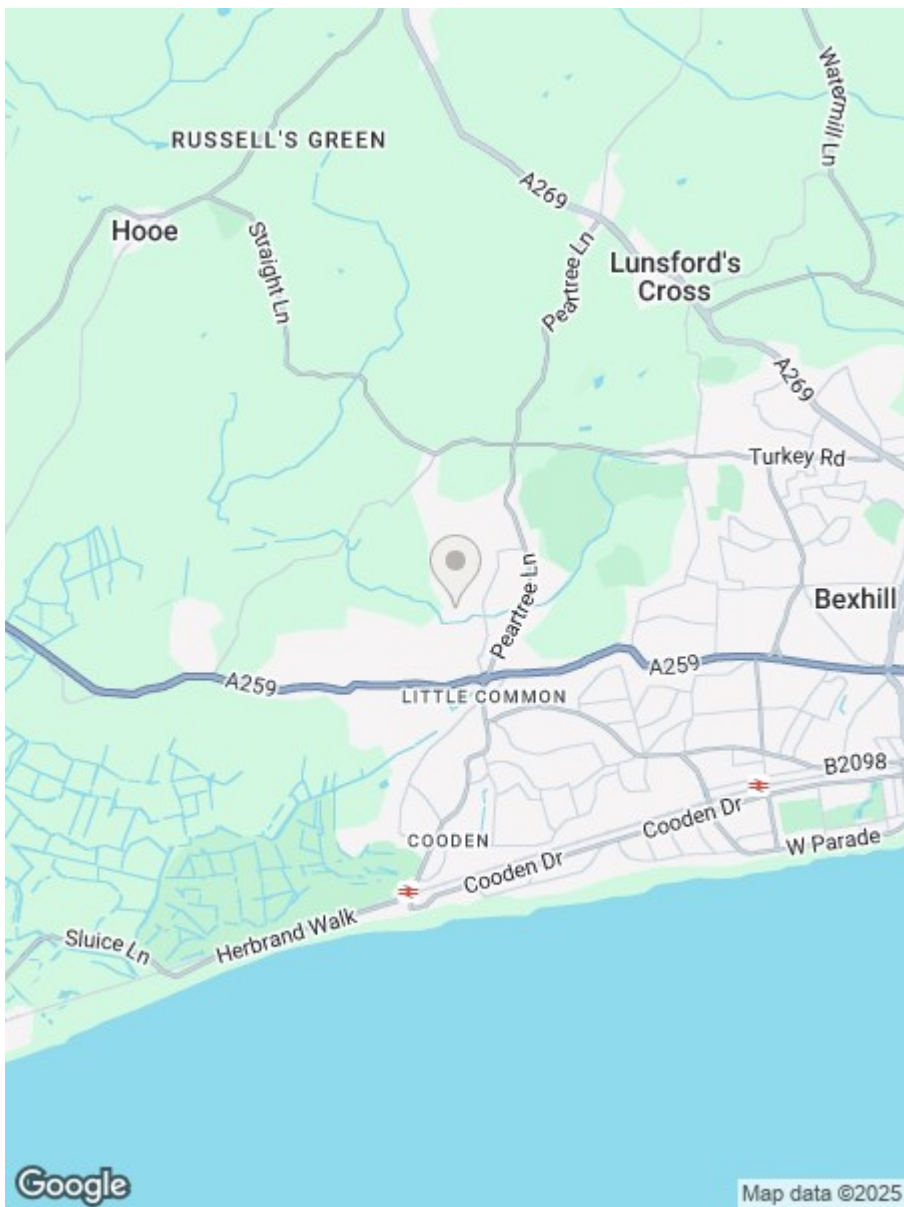 Watermill Ln
RUSSELL'S GREEN
A269
Hooe
Straight Ln
Peartree Ln
Lunsford's
Cross
A269
Turkey Rd
Peartree Ln
Bexhill
A259
A259
LITTLE COMMON
B2098
Cooden Dr
COODEN
W Parade
Cooden Dr
Herbrand Walk
Sluice Ln
Google
Map data ©2025